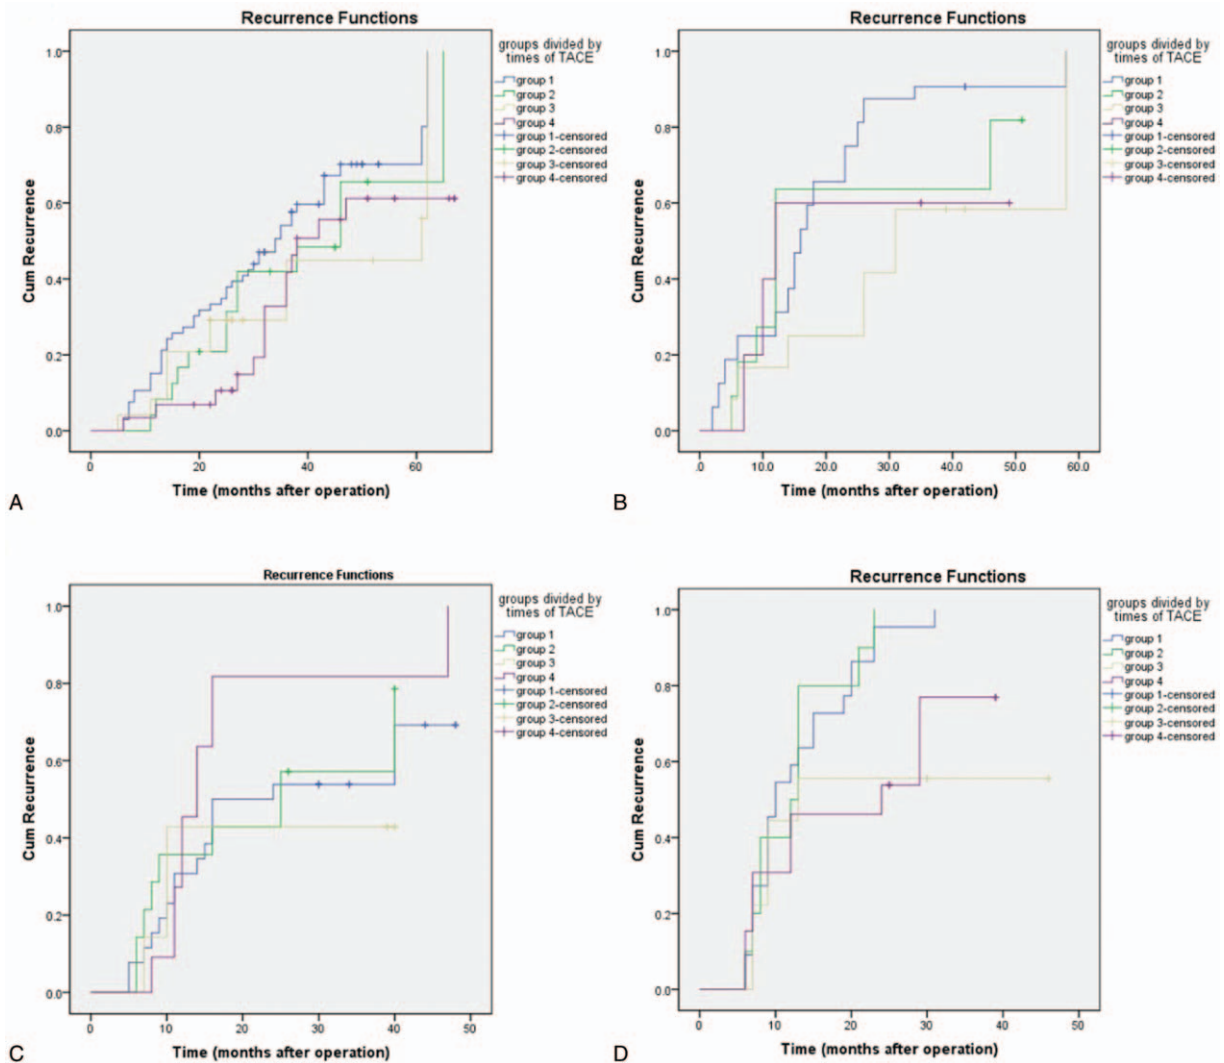 Recurrence Functions
groups divided by
times of TACE
group 1
group 2
group 3
group 4
group 1-censored
group 2-censored
group 3-censored
group 4-censored
1.0
0.8
0.6
0.4
0.2
0.0
Cum Recurrence
0 20 40 60
Time (months after operation)
A
Recurrence Functions
groups divided by
times of TACE
group 1
group 2
group 3
group 4
group 1-censored
group 2-censored
group 3-censored
group 4-censored
1.0
0.8
0.6
0.4
0.2
0.0
Cum Recurrence
.0 10.0 20.0 30.0 40.0 50.0 60.0
Time (months after operation)
B
Recurrence Functions
groups divided by
times of TACE
group 1
group 2
group 3
group 4
group 1-censored
group 2-censored
group 3-censored
group 4-censored
1.0
0.8
0.6
0.4
0.2
0.0
Cum Recurrence
0 10 20 30 40 50
Time (months after operation)
C
Recurrence Functions
groups divided by
times of TACE
group 1
group 2
group 3
group 4
group 1-censored
group 2-censored
group 3-censored
group 4-censored
1.0
0.8
0.6
0.4
0.2
0.0
Cum Recurrence
0 10 20 30 40 50
Time (months after operation)
D